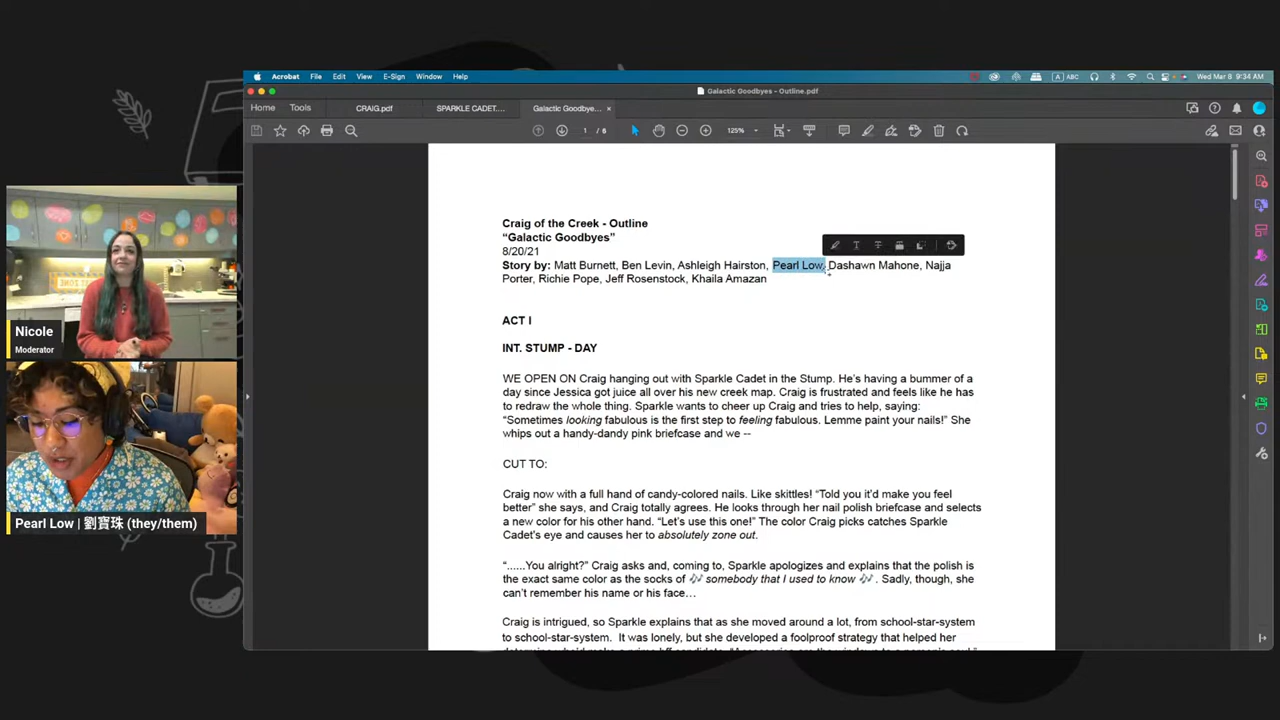 Acrobat File Edit View E-Sign Window Help
ABC
Wed Mar 8 9:34 AM
Galactic Goodbyes - Outline.pdf
Home Tools CRAIG.pdf SPARKLE CADET.... Galactic Goodbye... ×
1 / 6
125%
Craig of the Creek - Outline
“Galactic Goodbyes”
8/20/21
Story by: Matt Burnett, Ben Levin, Ashleigh Hairston, Pearl Low, Dashawn Mahone, Najja
Porter, Richie Pope, Jeff Rosenstock, Khaila Amazan
ACT I
INT. STUMP - DAY
WE OPEN ON Craig hanging out with Sparkle Cadet in the Stump. He’s having a bummer of a
day since Jessica got juice all over his new creek map. Craig is frustrated and feels like he has
to redraw the whole thing. Sparkle wants to cheer up Craig and tries to help, saying:
“Sometimes looking fabulous is the first step to feeling fabulous. Lemme paint your nails!” She
whips out a handy-dandy pink briefcase and we --
CUT TO:
Craig now with a full hand of candy-colored nails. Like skittles! “Told you it’d make you feel
better” she says, and Craig totally agrees. He looks through her nail polish briefcase and selects
a new color for his other hand. “Let’s use this one!” The color Craig picks catches Sparkle
Cadet’s eye and causes her to absolutely zone out.
“......You alright?” Craig asks and, coming to, Sparkle apologizes and explains that the polish is
the exact same color as the socks of 🎶 somebody that I used to know 🎶 . Sadly, though, she
can’t remember his name or his face…
Craig is intrigued, so Sparkle explains that as she moved around a lot, from school-star-system
to school-star-system. It was lonely, but she developed a foolproof strategy that helped her
Nicole
Moderator
Pearl Low | 劉寶珠 (they/them)